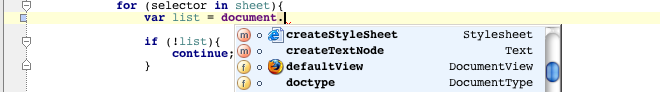 for (selector in sheet){
var list = document.
if (!list){
continue;
}
m createStyleSheet Stylesheet
m createTextNode Text
f defaultView DocumentView
f doctype DocumentType